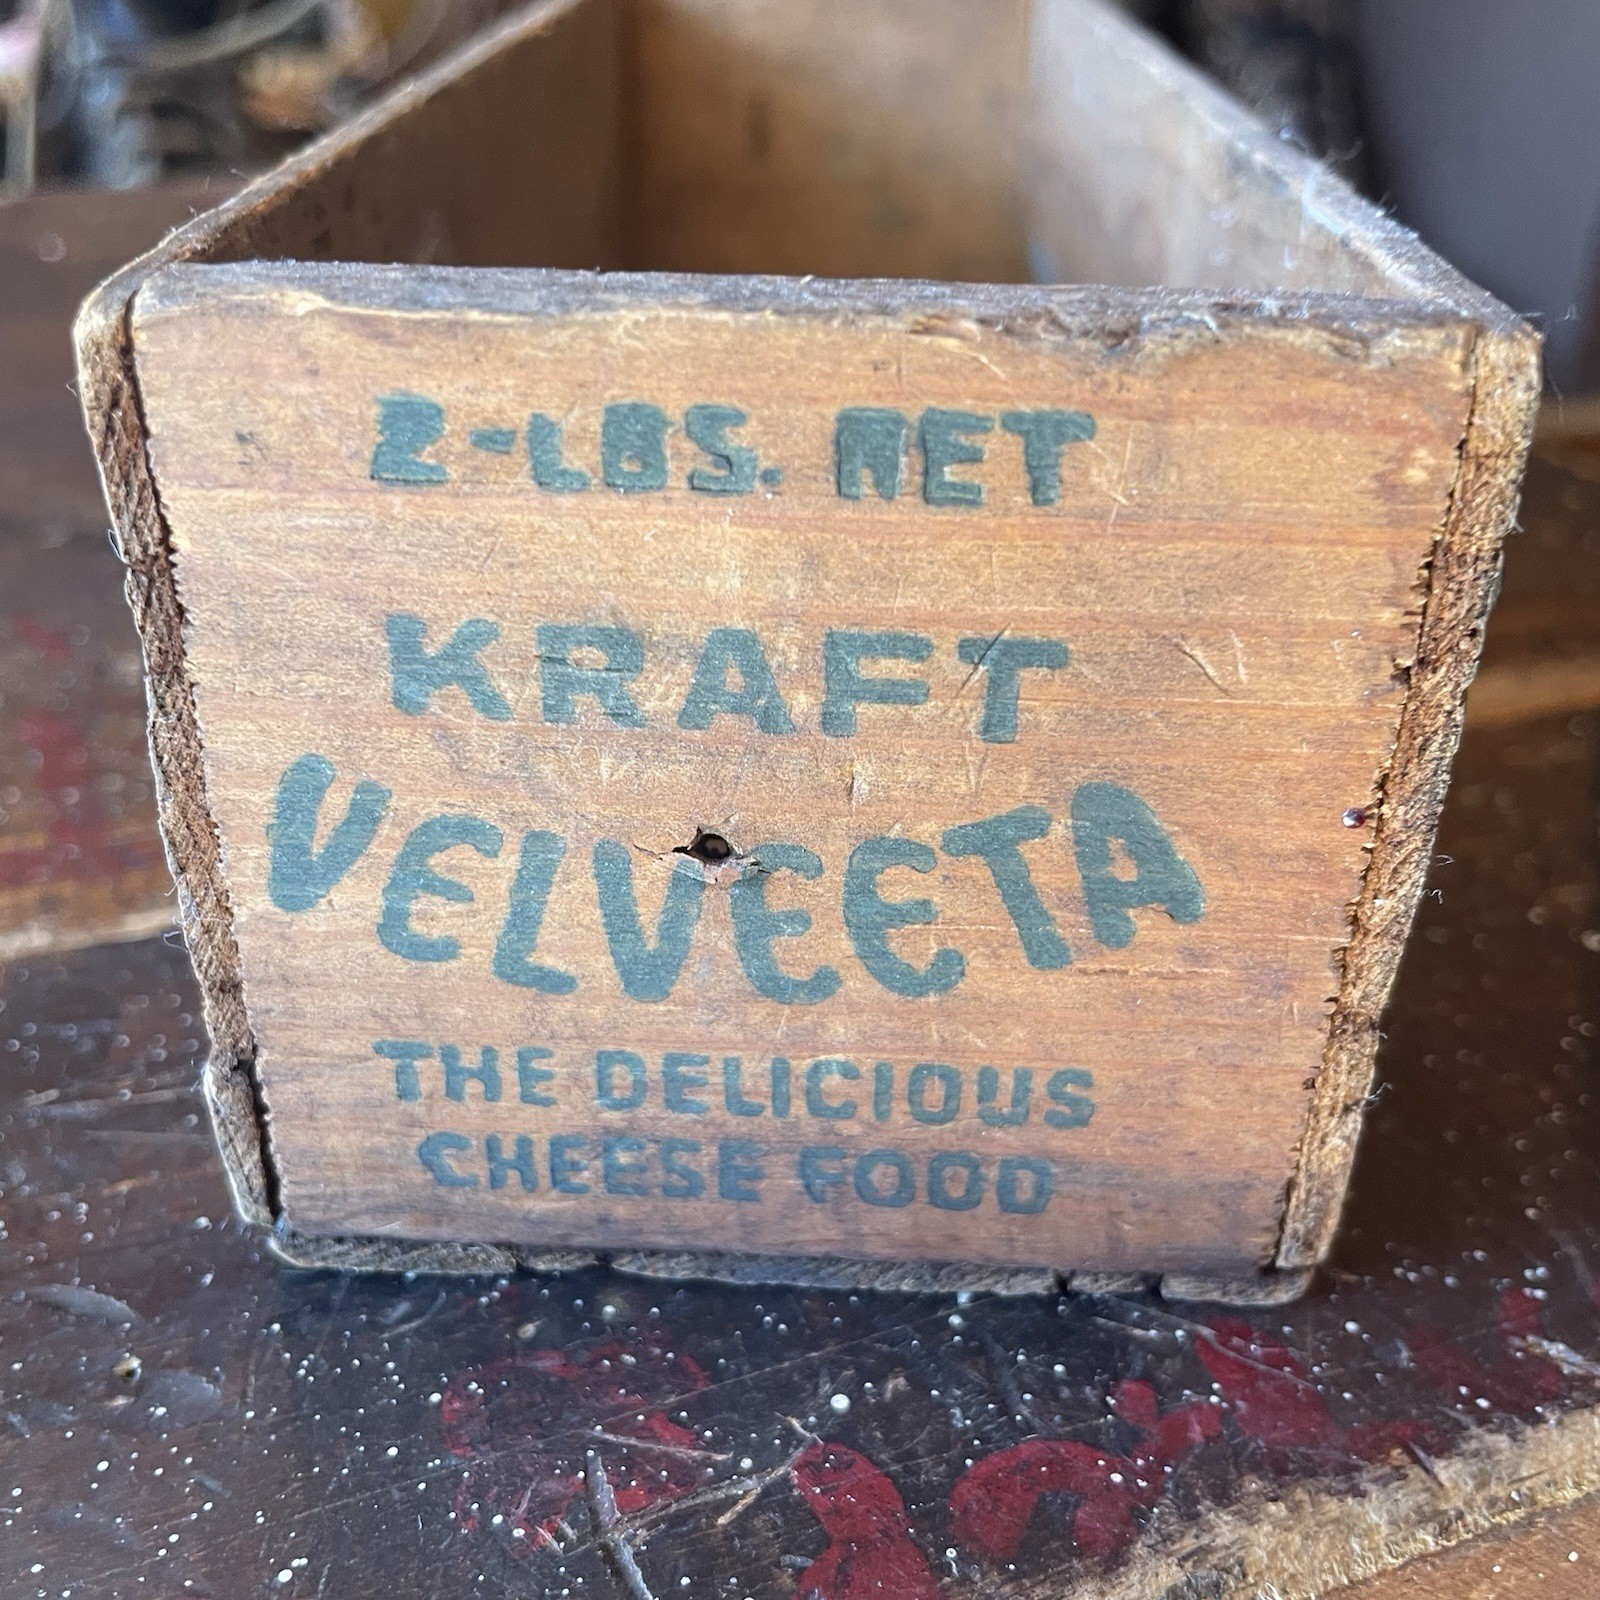 2-LBS. NET
KRAFT
VELVEETA
THE DELICIOUS
CHEESE FOOD